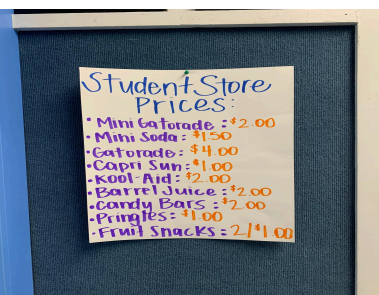 Student Store
Prices:
• Mini Gatorade: $2.00
• Mini Soda: $1.50
• Gatorade: $4.00
• Capri Sun: $1.00
• Kool-Aid: $2.00
• Barrel Juice: $2.00
• Candy Bars: $2.00
• Pringles: $1.00
• Fruit Snacks: 2/$1.00